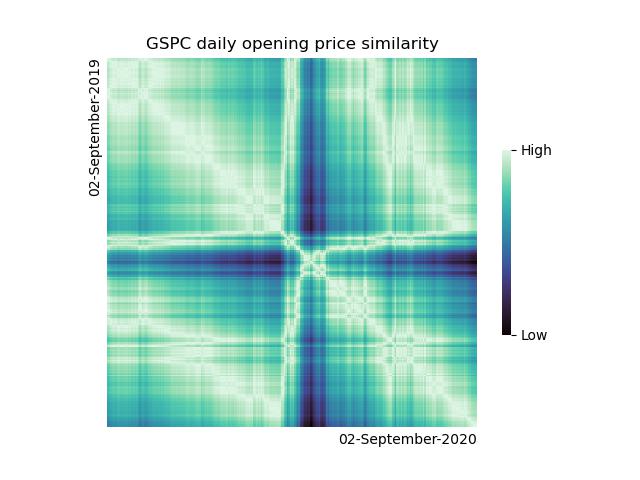 GSPC daily opening price similarity
02-September-2019
High
Low
02-September-2020